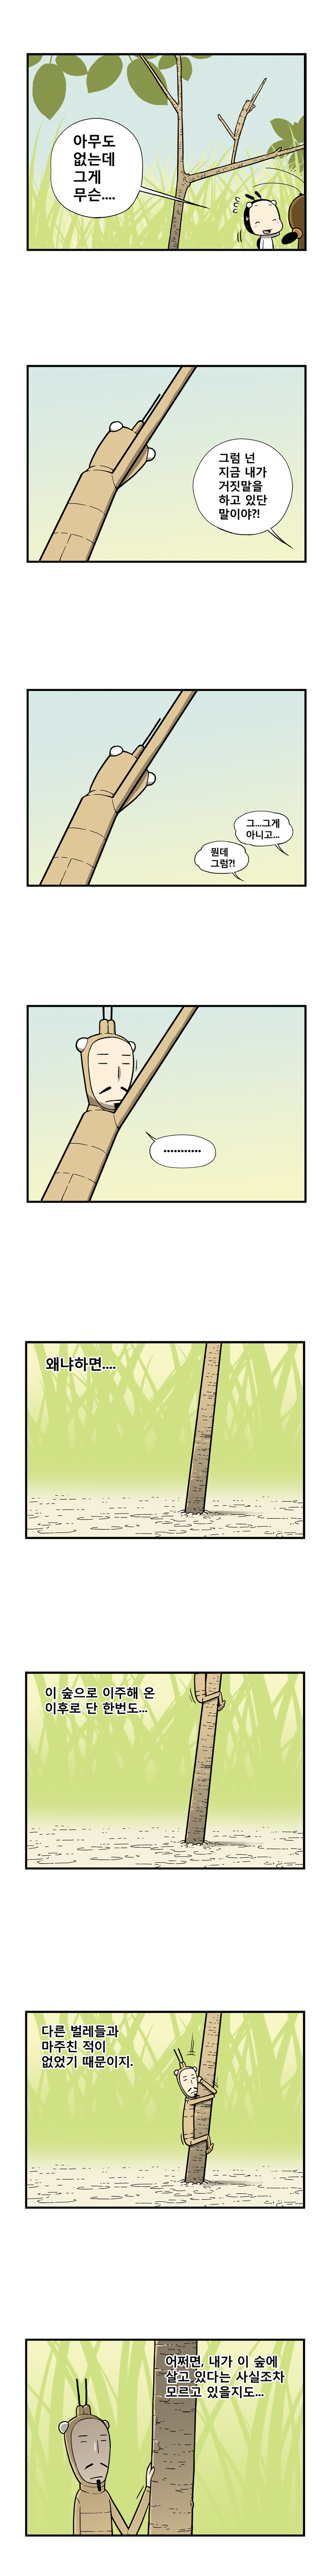 아무도
없는데
그게
무슨....
그럼 넌
지금 내가
거짓말을
하고 있단
말이야?!
그...그게
아니고...
뭔데
그럼?!
...........
왜냐하면....
이 숲으로 이주해 온
이후로 단 한번도...
다른 벌레들과
마주친 적이
없었기 때문이지.
어쩌면, 내가 이 숲에
살고 있다는 사실조차
모르고 있을지도...